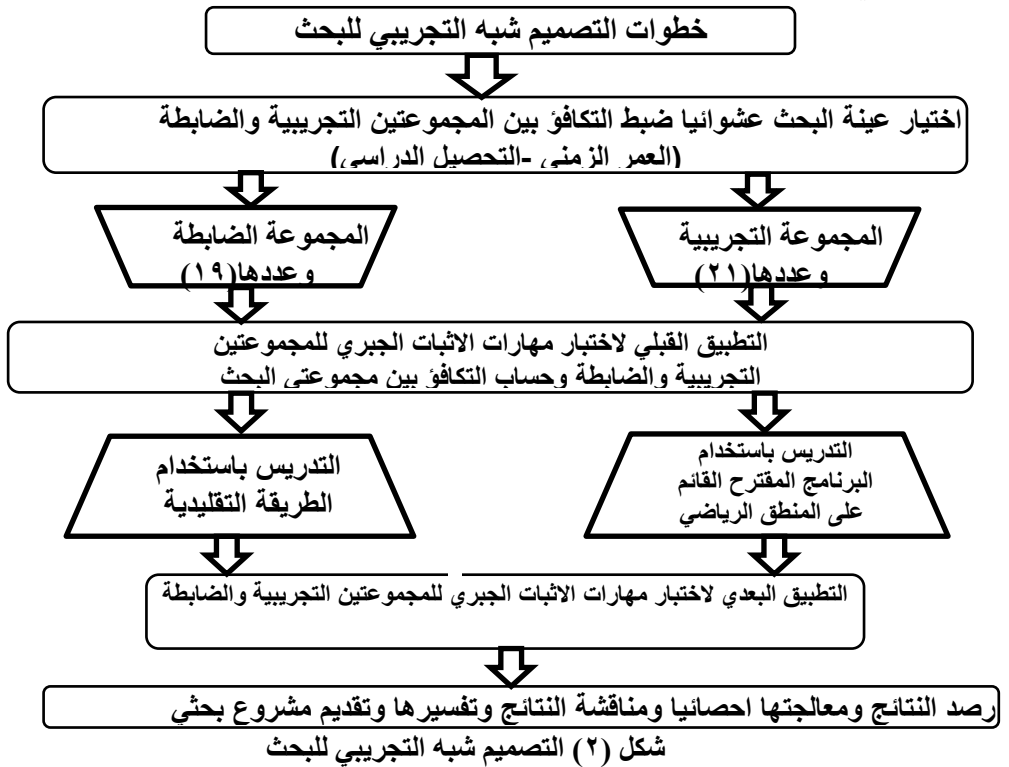 خطوات التصميم شبه التجريبي للبحث
اختيار عينة البحث عشوائيا ضبط التكافؤ بين المجموعتين التجريبية والضابطة
(العمر الزمني -التحصيل الدراسي)
المجموعة التجريبية
وعددها(٢١)
المجموعة الضابطة
وعددها(١٩)
التطبيق القبلي لاختبار مهارات الاثبات الجبري للمجموعتين
التجريبية والضابطة وحساب التكافؤ بين مجموعتي البحث
التدريس باستخدام
البرنامج المقترح القائم
على المنطق الرياضي
التدريس باستخدام
الطريقة التقليدية
التطبيق البعدي لاختبار مهارات الاثبات الجبري للمجموعتين التجريبية والضابطة
رصد النتائج ومعالجتها احصائيا ومناقشة النتائج وتفسيرها وتقديم مشروع بحثي
شكل (٢) التصميم شبه التجريبي للبحث